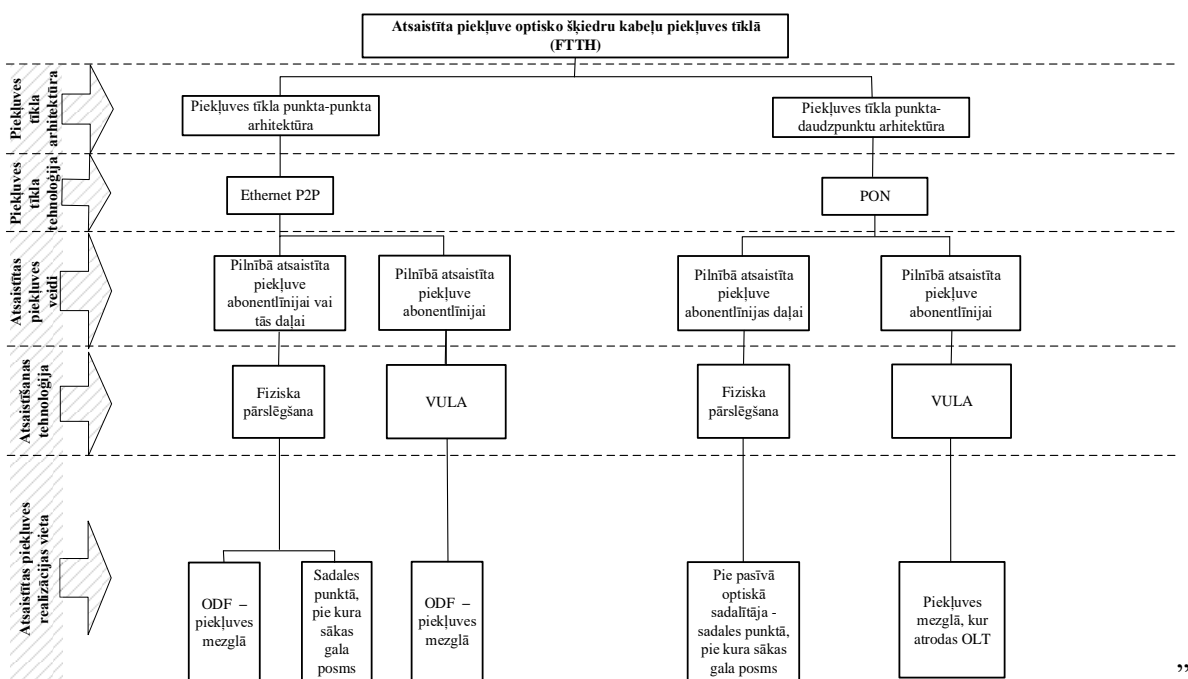 Atsaistīta piekļuve optisko šķiedru kabeļu piekļuves tīklā
(FTTH)
Piekļuves
tīkla
arhitektūra
Piekļuves tīkla punkta-punkta
arhitektūra
Piekļuves tīkla punkta-
daudzpunktu arhitektūra
Piekļuves
tīkla
tehnoloģija
Ethernet P2P
PON
Atsaistītas
piekļuves
veidi
Pilnībā atsaistīta
piekļuve
abonentlīnijai vai
tās daļai
Pilnībā atsaistīta
piekļuve
abonentlīnijai
Pilnībā atsaistīta
piekļuve
abonentlīnijas daļai
Pilnībā atsaistīta
piekļuve
abonentlīnijai
Atsaistīšanas
tehnoloģija
Fiziska
pārslēgšana
VULA
Fiziska
pārslēgšana
VULA
Atsaistītas piekļuves
realizācijas vieta
ODF –
piekļuves
mezglā
Sadales
punktā,
pie kura
sākas
gala
posms
ODF –
piekļuves
mezglā
Pie pasīvā
optiskā
sadalītāja -
sadales punktā,
pie kura sākas
gala posms
Piekļuves
mezglā, kur
atrodas OLT
”